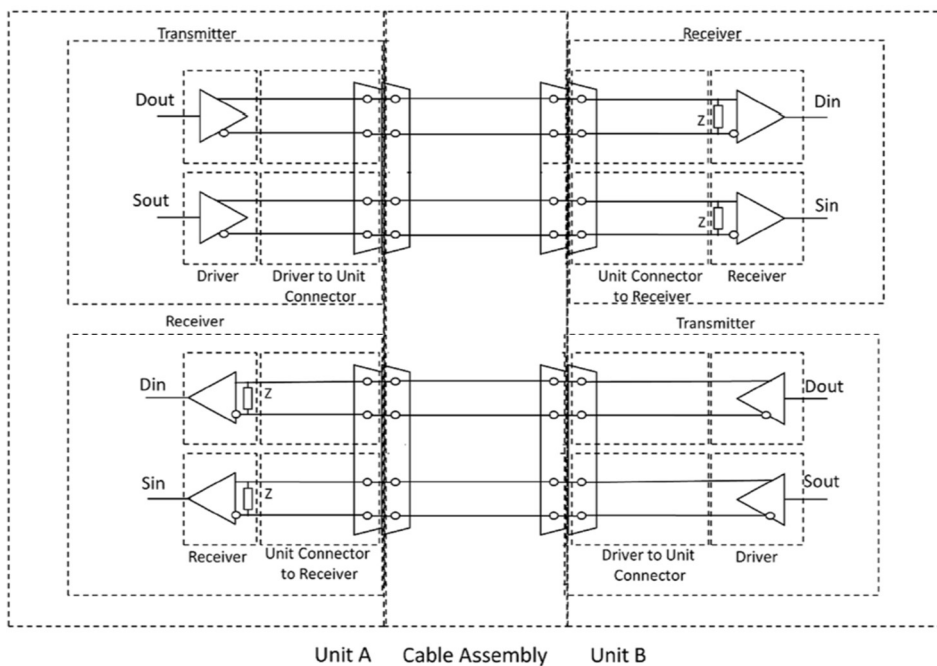 Transmitter
Receiver
Dout
Z
Din
Sout
Z
Sin
Driver
Driver to Unit
Connector
Unit Connector
to Receiver
Receiver
Receiver
Transmitter
Din
Z
Dout
Sin
Z
Sout
Receiver
Unit Connector
to Receiver
Driver to Unit
Connector
Driver
Unit A
Cable Assembly
Unit B